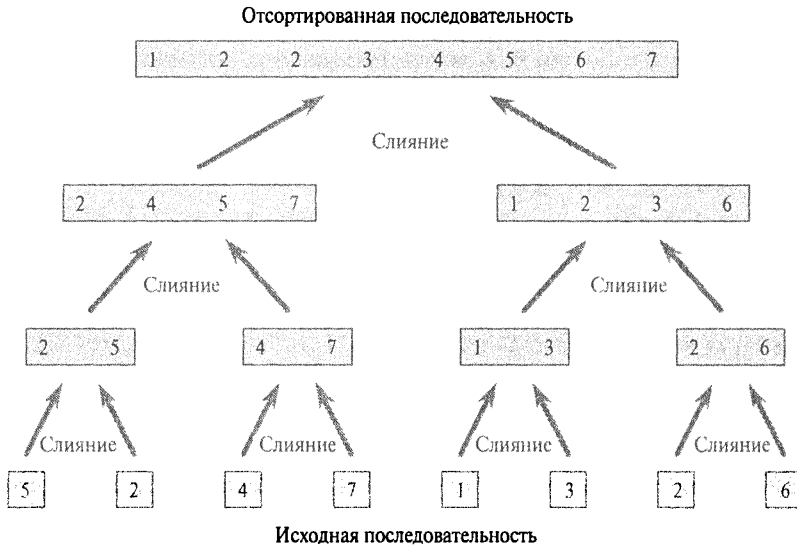 Отсортированная последовательность
1 2 2 3 4 5 6 7
Слияние
2 4 5 7 1 2 3 6
Слияние Слияние
2 5 4 7 1 3 2 6
Слияние Слияние Слияние Слияние
5 2 4 7 1 3 2 6
Исходная последовательность